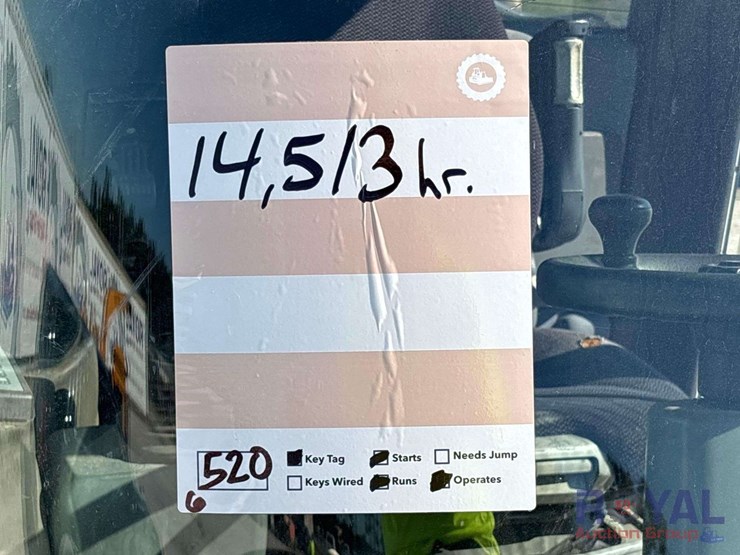 14,513 hr.
520
6
Key Tag
Starts
Needs Jump
Keys Wired
Runs
Operates
ROYAL
Auction Group